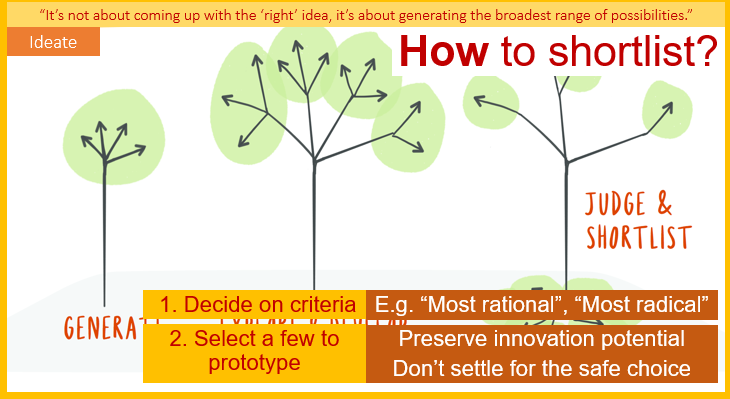 “It’s not about coming up with the ‘right’ idea, it’s about generating the broadest range of possibilities.”
Ideate
How to shortlist?
JUDGE &
SHORTLIST
1. Decide on criteria
E.g. “Most rational”, “Most radical”
GENERAT
2. Select a few to
prototype
Preserve innovation potential
Don’t settle for the safe choice